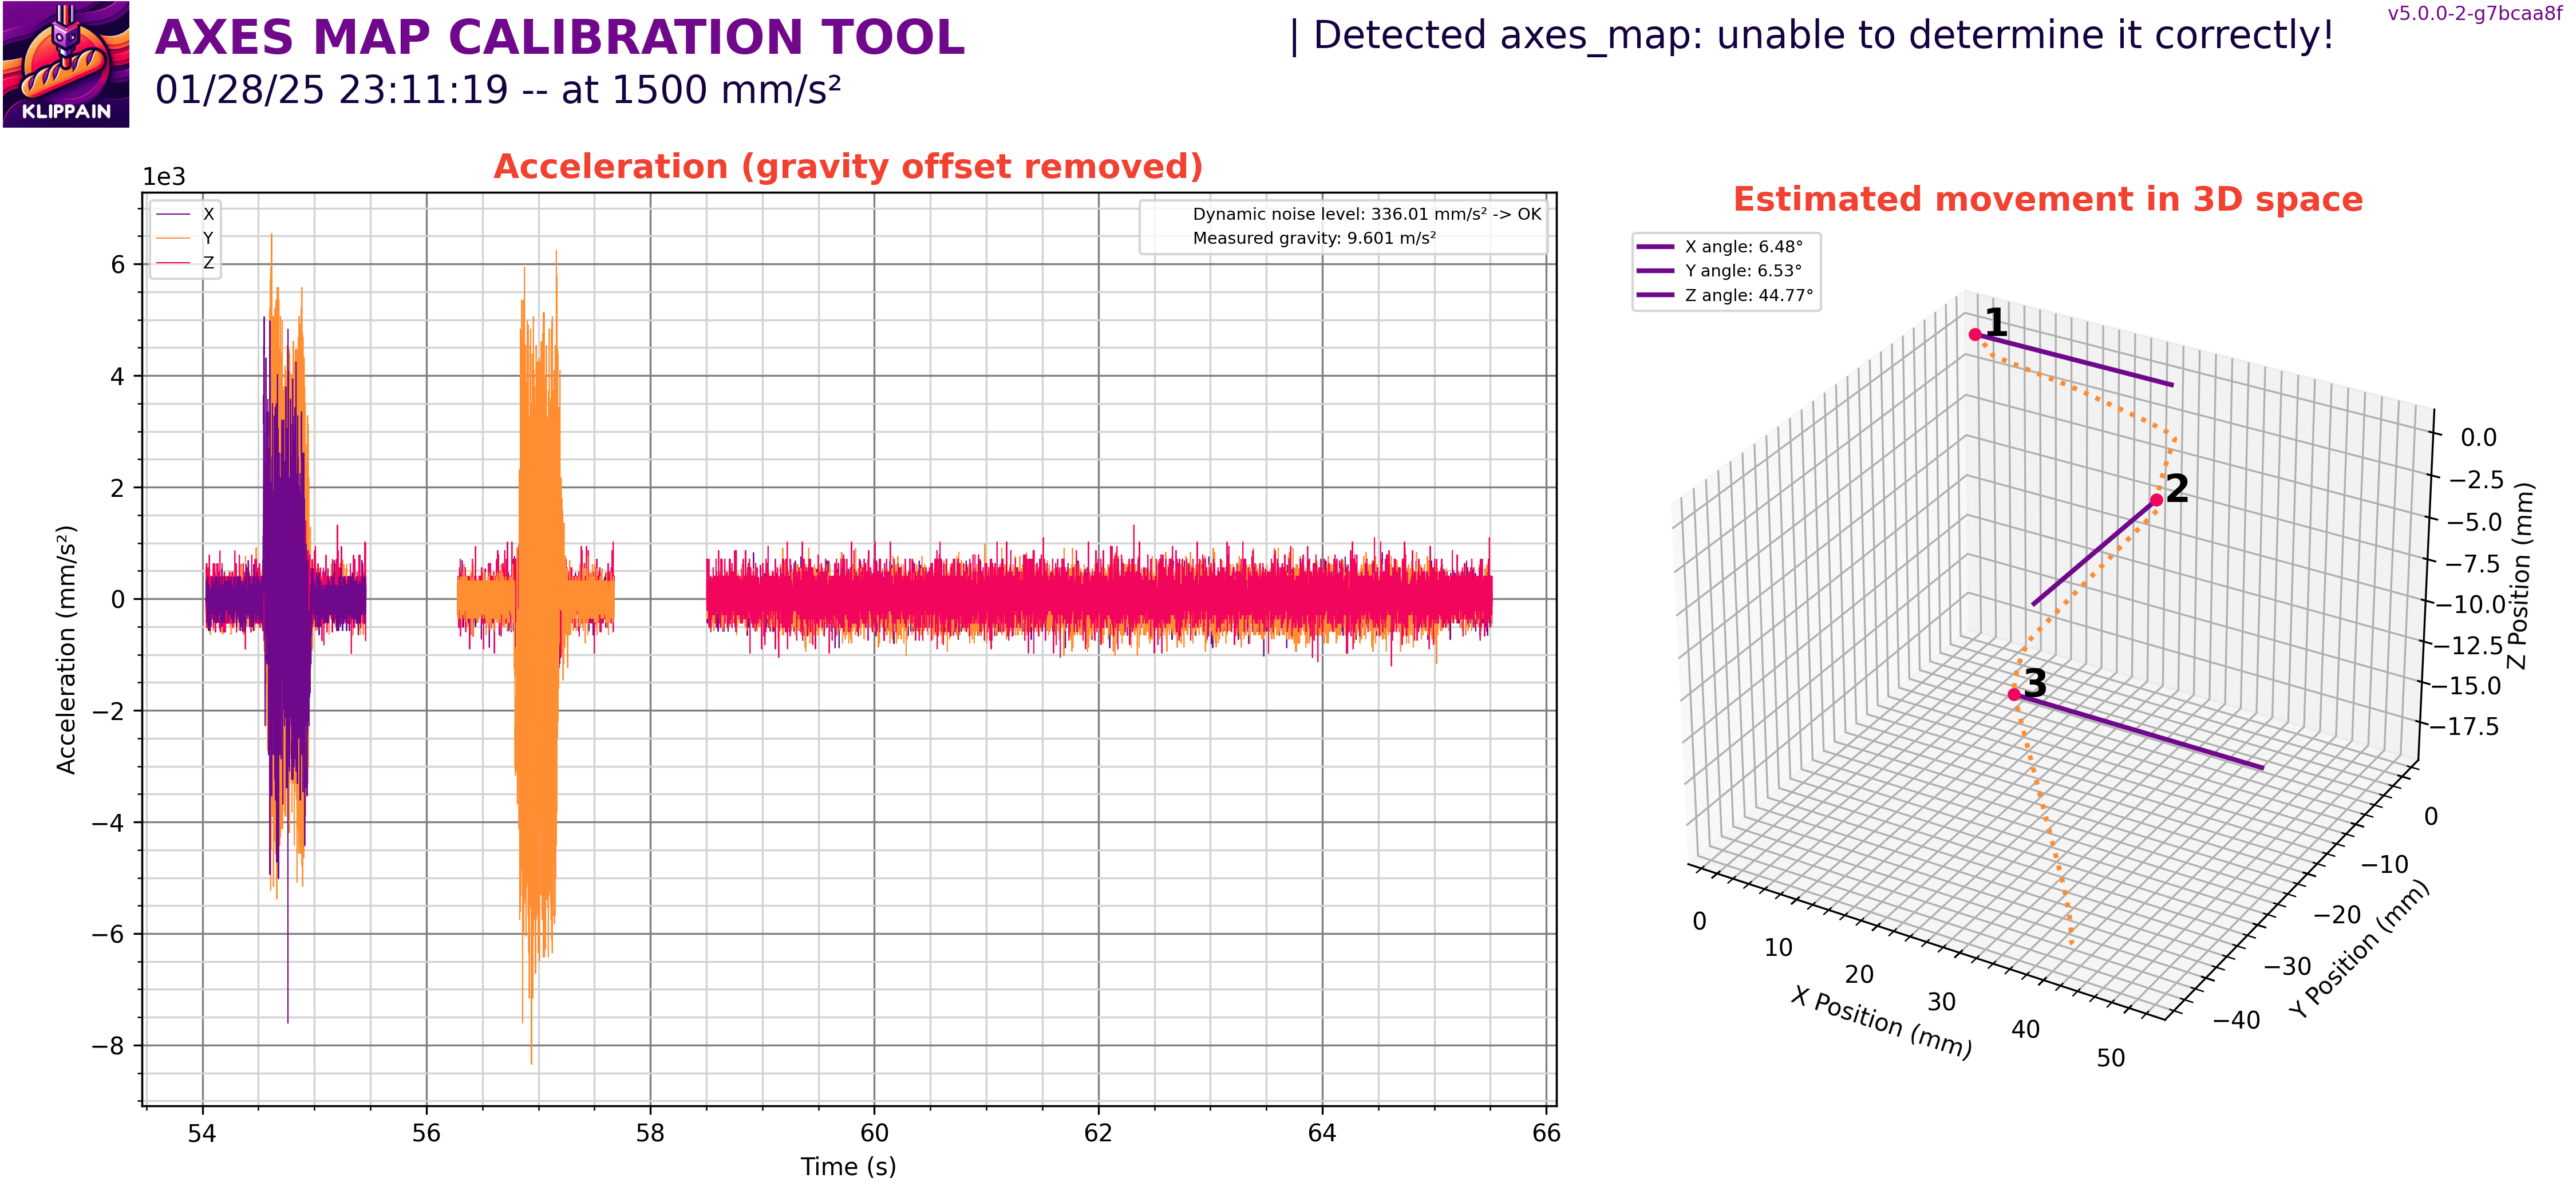 KLIPPAIN
AXES MAP CALIBRATION TOOL
01/28/25 23:11:19 -- at 1500 mm/s²
| Detected axes_map: unable to determine it correctly!
v5.0.0-2-g7bcaa8f
Acceleration (gravity offset removed)
1e3
X
Y
Z
Dynamic noise level: 336.01 mm/s² -> OK
Measured gravity: 9.601 m/s²
6
4
2
0
−2
−4
−6
−8
Acceleration (mm/s²)
54
56
58
60
62
64
66
Time (s)
Estimated movement in 3D space
X angle: 6.48°
Y angle: 6.53°
Z angle: 44.77°
1
2
3
0.0
−2.5
−5.0
−7.5
−10.0
−12.5
−15.0
−17.5
Z Position (mm)
0
−10
−20
−30
−40
Y Position (mm)
0
10
20
30
40
50
X Position (mm)